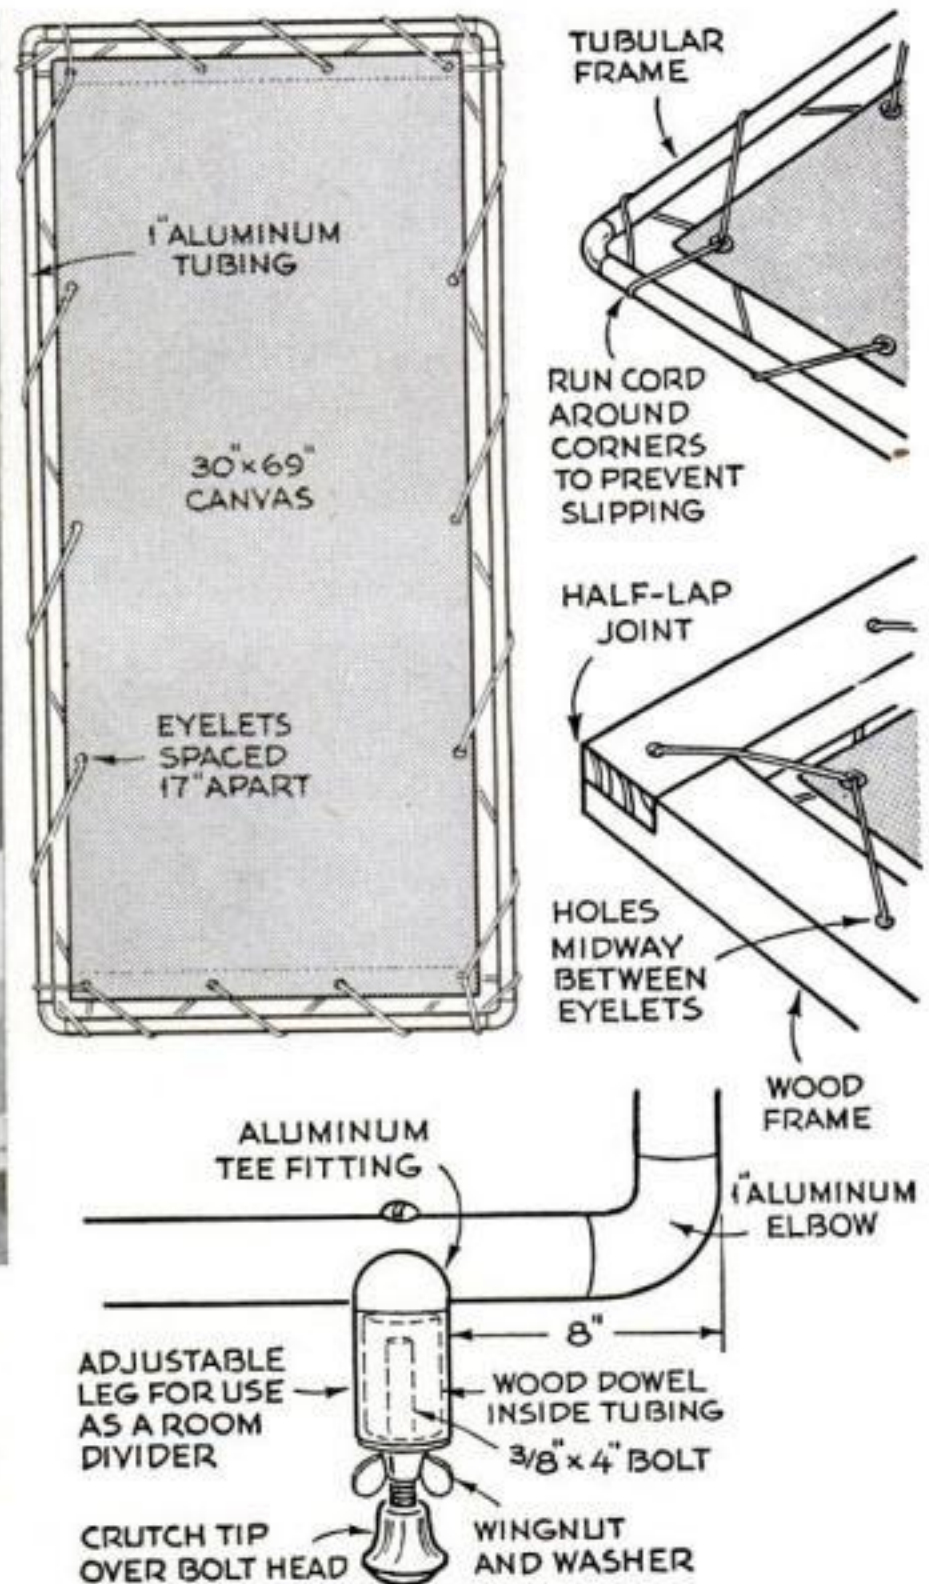 1" ALUMINUM
TUBING
30" x 69"
CANVAS
EYELETS
SPACED
17" APART
TUBULAR
FRAME
RUN CORD
AROUND
CORNERS
TO PREVENT
SLIPPING
HALF-LAP
JOINT
HOLES
MIDWAY
BETWEEN
EYELETS
WOOD
FRAME
ALUMINUM
TEE FITTING
1" ALUMINUM
ELBOW
8"
ADJUSTABLE
LEG FOR USE
AS A ROOM
DIVIDER
WOOD DOWEL
INSIDE TUBING
3/8" x 4" BOLT
CRUTCH TIP
OVER BOLT HEAD
WINGNUT
AND WASHER